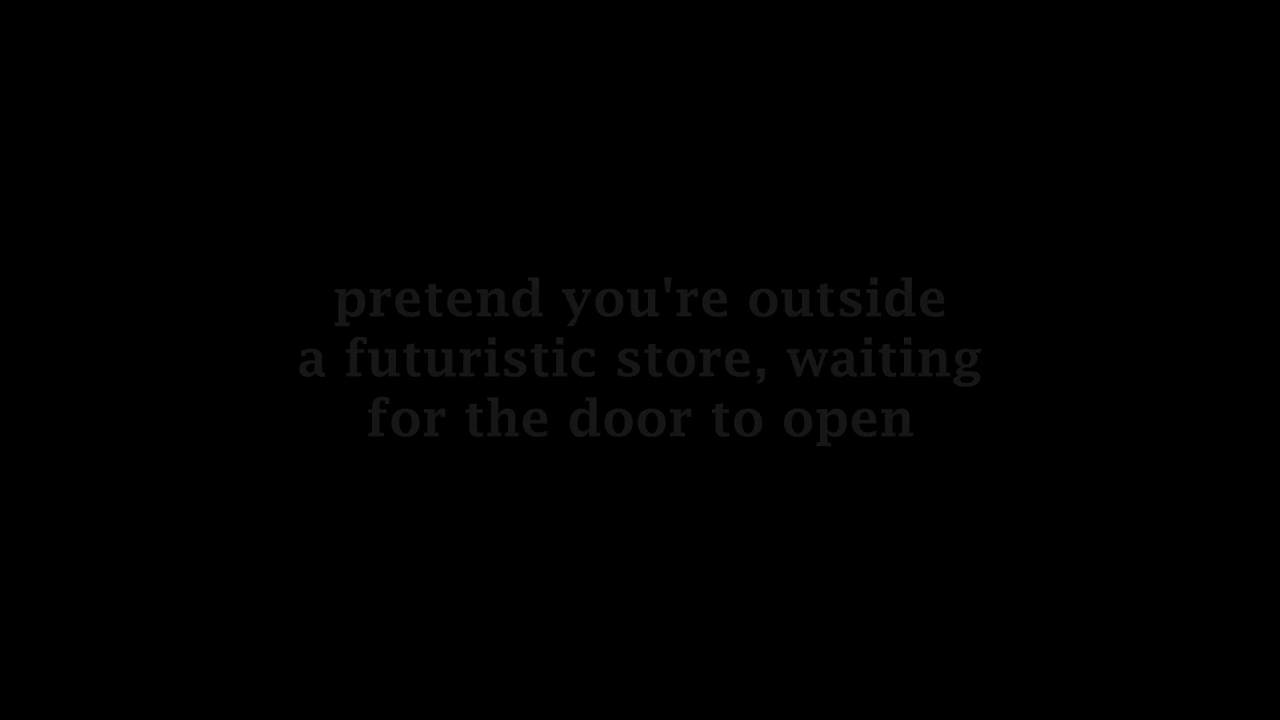 pretend you're outside
a futuristic store, waiting
for the door to open